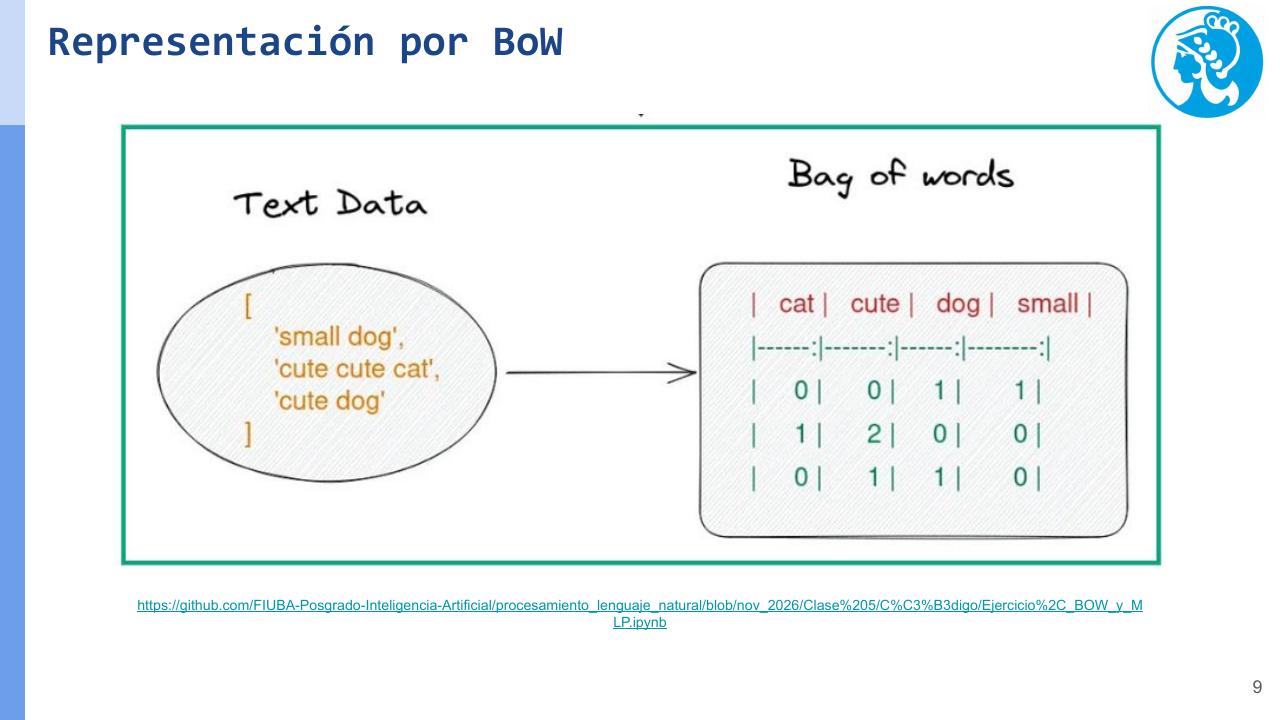 Representación por BoW
Text Data
Bag of words
[
'small dog',
'cute cute cat',
'cute dog'
]
| cat | cute | dog | small |
|------:|-------:|------:|--------:|
| 0 | 0 | 1 | 1 |
| 1 | 2 | 0 | 0 |
| 0 | 1 | 1 | 0 |
https://github.com/FIUBA-Posgrado-Inteligencia-Artificial/procesamiento_lenguaje_natural/blob/nov_2026/Clase%205/C%C3%B3digo/Ejercicio%2C_BOW_y_M
LP.ipynb
9